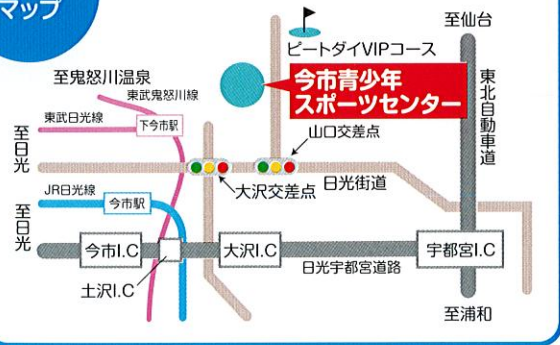 マップ
至仙台
ピートダイVIPコース
至鬼怒川温泉
東武鬼怒川線
今市青少年
スポーツセンター
東北自動車道
東武日光線
下今市駅
至日光
山口交差点
大沢交差点
日光街道
JR日光線
今市駅
至日光
今市I.C
大沢I.C
宇都宮I.C
日光宇都宮道路
土沢I.C
至浦和